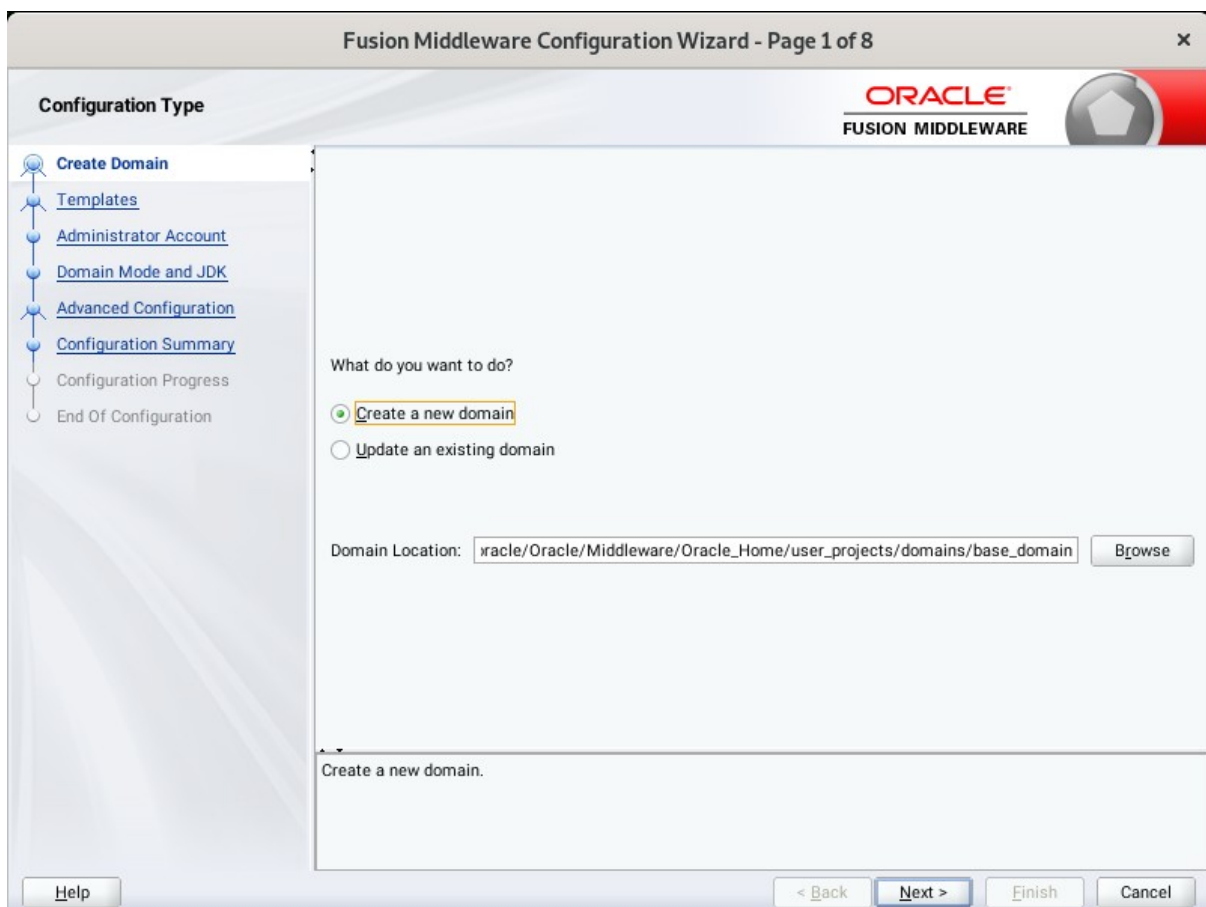 Fusion Middleware Configuration Wizard - Page 1 of 8
×
Configuration Type
ORACLE
FUSION MIDDLEWARE
Create Domain
Templates
Administrator Account
Domain Mode and JDK
Advanced Configuration
Configuration Summary
Configuration Progress
End Of Configuration
What do you want to do?
Create a new domain
Update an existing domain
Domain Location: racle/Oracle/Middleware/Oracle_Home/user_projects/domains/base_domain Browse
Create a new domain.
Help < Back Next > Finish Cancel